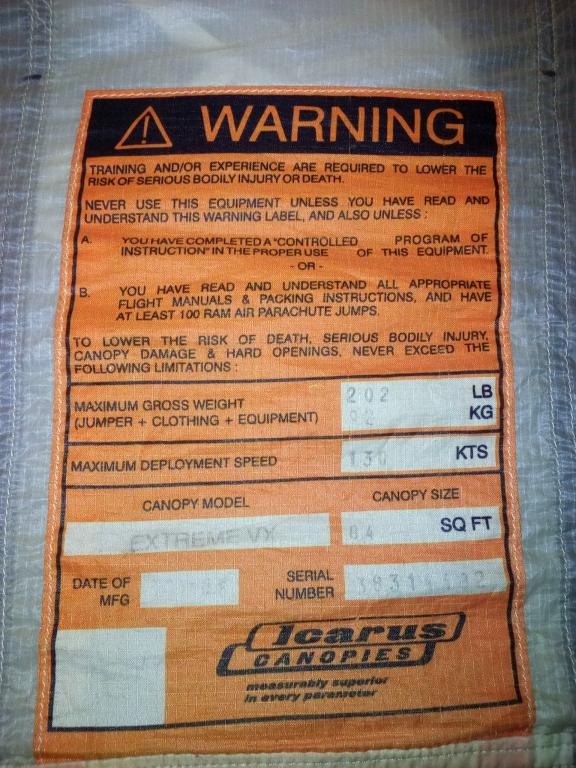 WARNING
TRAINING AND/OR EXPERIENCE ARE REQUIRED TO LOWER THE
RISK OF SERIOUS BODILY INJURY OR DEATH.
NEVER USE THIS EQUIPMENT UNLESS YOU HAVE READ AND
UNDERSTAND THIS WARNING LABEL, AND ALSO UNLESS :
A. YOU HAVE COMPLETED A "CONTROLLED PROGRAM OF
INSTRUCTION" IN THE PROPER USE OF THIS EQUIPMENT.
- OR -
B. YOU HAVE READ AND UNDERSTAND ALL APPROPRIATE
FLIGHT MANUALS & PACKING INSTRUCTIONS, AND HAVE
AT LEAST 100 RAM AIR PARACHUTE JUMPS.
TO LOWER THE RISK OF DEATH, SERIOUS BODILY INJURY,
CANOPY DAMAGE & HARD OPENINGS, NEVER EXCEED THE
FOLLOWING LIMITATIONS :
MAXIMUM GROSS WEIGHT 202 LB
(JUMPER + CLOTHING + EQUIPMENT) 92 KG
MAXIMUM DEPLOYMENT SPEED 130 KTS
CANOPY MODEL CANOPY SIZE
EXTREME VX 84 SQ FT
DATE OF MFG
SERIAL NUMBER
Icarus
CANOPIES
measurably superior
in every parameter